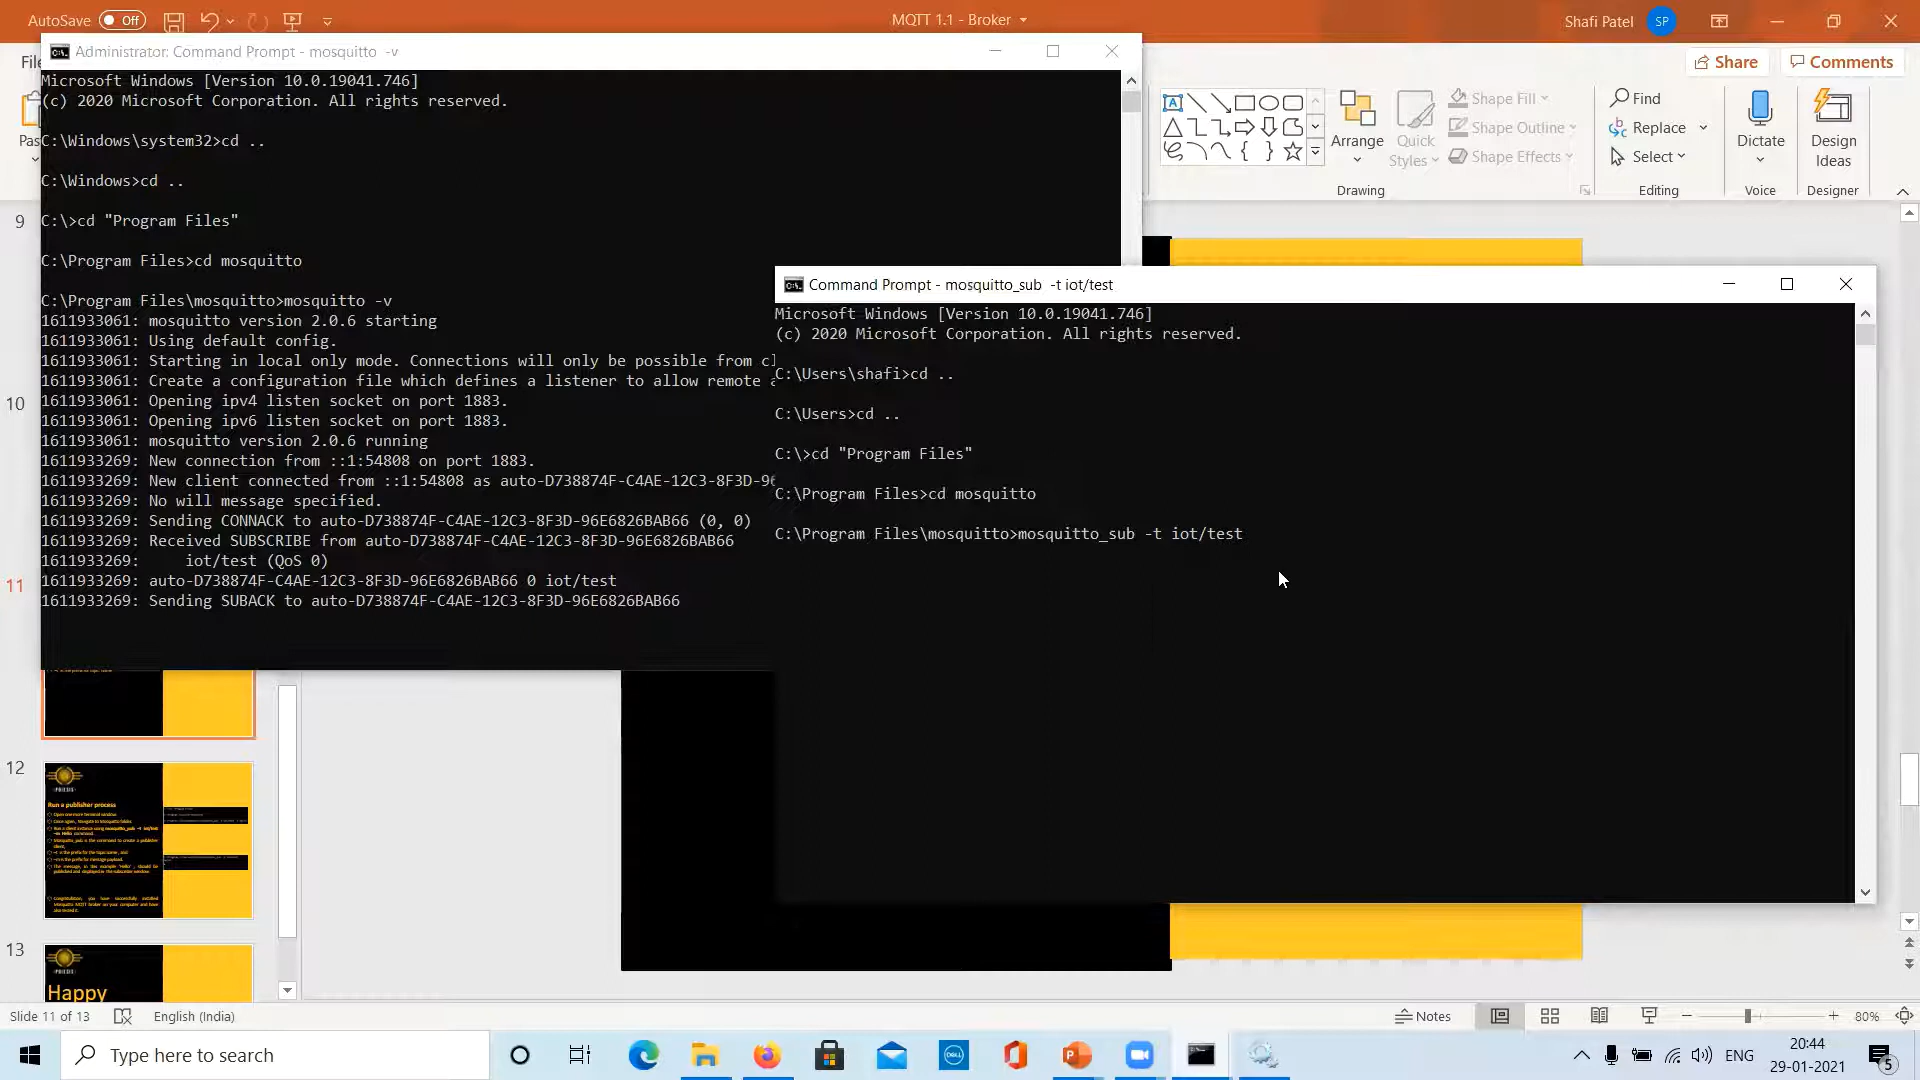 AutoSave Off
MQTT 1.1 - Broker
Shafi Patel SP
Share
Comments
Administrator: Command Prompt - mosquitto -v
Microsoft Windows [Version 10.0.19041.746]
(c) 2020 Microsoft Corporation. All rights reserved.
C:\Windows\system32>cd ..
C:\Windows>cd ..
C:\>cd "Program Files"
C:\Program Files>cd mosquitto
C:\Program Files\mosquitto>mosquitto -v
1611933061: mosquitto version 2.0.6 starting
1611933061: Using default config.
1611933061: Starting in local only mode. Connections will only be possible from
1611933061: Create a configuration file which defines a listener to allow remote
1611933061: Opening ipv4 listen socket on port 1883.
1611933061: Opening ipv6 listen socket on port 1883.
1611933061: mosquitto version 2.0.6 running
1611933269: New connection from ::1:54808 on port 1883.
1611933269: New client connected from ::1:54808 as auto-D738874F-C4AE-12C3-8F3D-96
1611933269: No will message specified.
1611933269: Sending CONNACK to auto-D738874F-C4AE-12C3-8F3D-96E6826BAB66 (0, 0)
1611933269: Received SUBSCRIBE from auto-D738874F-C4AE-12C3-8F3D-96E6826BAB66
1611933269: iot/test (QoS 0)
1611933269: auto-D738874F-C4AE-12C3-8F3D-96E6826BAB66 0 iot/test
1611933269: Sending SUBACK to auto-D738874F-C4AE-12C3-8F3D-96E6826BAB66
Command Prompt - mosquitto_sub -t iot/test
Microsoft Windows [Version 10.0.19041.746]
(c) 2020 Microsoft Corporation. All rights reserved.
C:\Users\shafi>cd ..
C:\Users>cd ..
C:\>cd "Program Files"
C:\Program Files>cd mosquitto
C:\Program Files\mosquitto>mosquitto_sub -t iot/test
Arrange
Quick Styles
Shape Fill
Shape Outline
Shape Effects
Drawing
Find
Replace
Select
Editing
Dictate
Voice
Design Ideas
Designer
9
10
11
12
Run a publisher process
13
Happy
Slide 11 of 13
English (India)
Notes
80%
Type here to search
ENG
20:44
29-01-2021
5